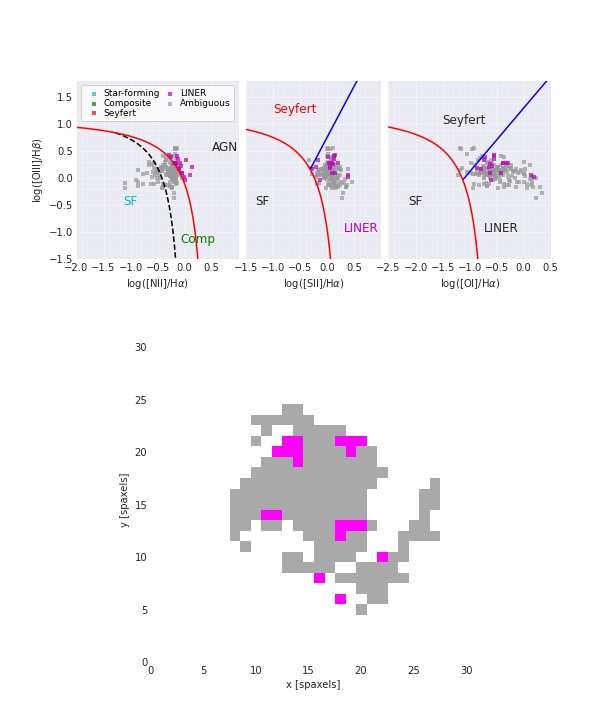 Star-forming LINER
Composite Ambiguous
Seyfert
AGN
SF
Comp
1.5
1.0
0.5
0.0
−0.5
−1.0
−1.5
log([OIII]/Hβ)
−2.0 −1.5 −1.0 −0.5 0.0 0.5
log([NII]/Hα)
Seyfert
SF
LINER
−1.5 −1.0 −0.5 0.0 0.5
log([SII]/Hα)
Seyfert
SF
LINER
−2.5 −2.0 −1.5 −1.0 −0.5 0.0 0.5
log([OI]/Hα)
30
25
20
15
10
5
0
y [spaxels]
0 5 10 15 20 25 30
x [spaxels]